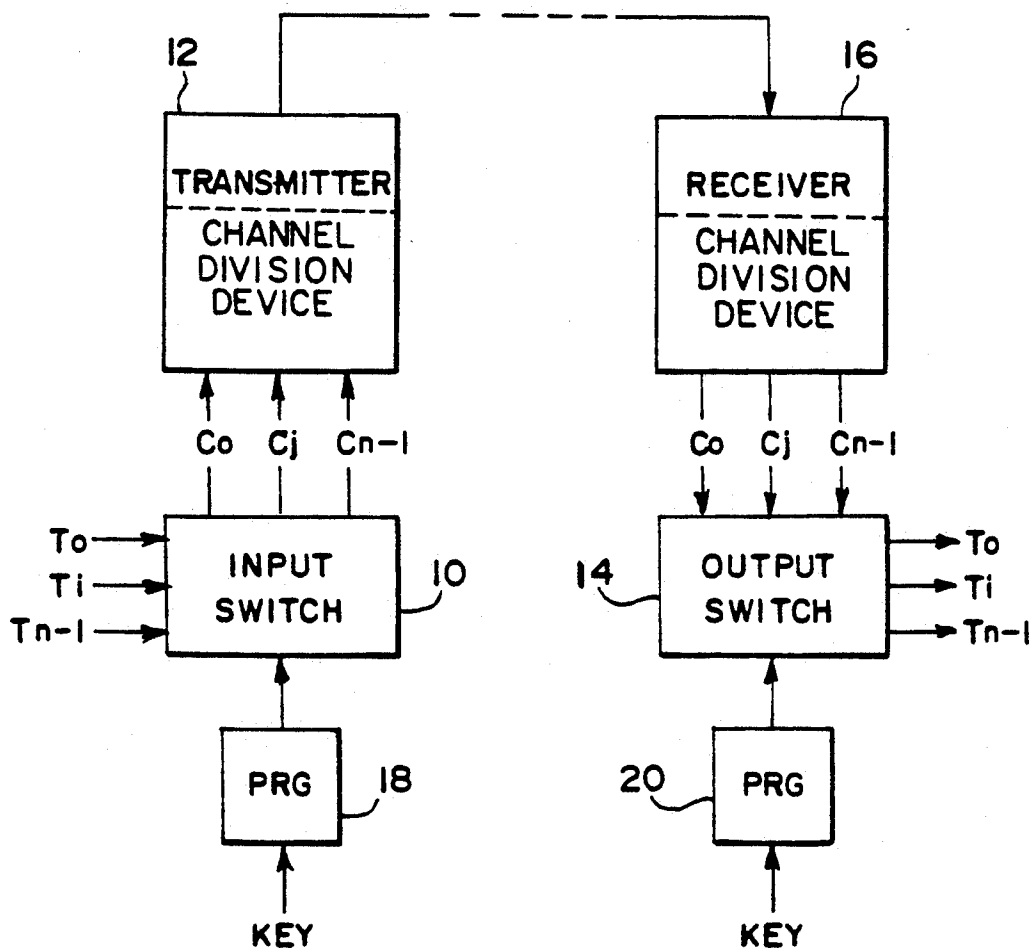 12
TRANSMITTER
CHANNEL
DIVISION
DEVICE
16
RECEIVER
CHANNEL
DIVISION
DEVICE
Co Cj Cn-1
Co Cj Cn-1
To
Ti
Tn-1
INPUT
SWITCH
10
14
OUTPUT
SWITCH
To
Ti
Tn-1
PRG
18
20
PRG
KEY
KEY